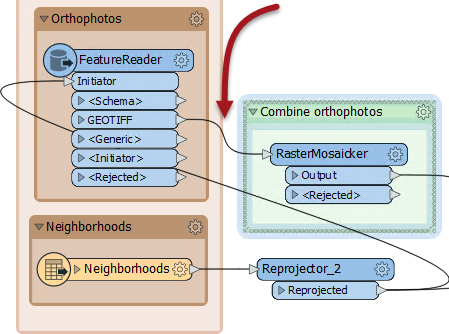 Orthophotos
FeatureReader
Initiator
<Schema>
GEOTIFF
<Generic>
<Initiator>
<Rejected>
Combine orthophotos
RasterMosaicker
Output
<Rejected>
Neighborhoods
Neighborhoods
Reprojector_2
Reprojected